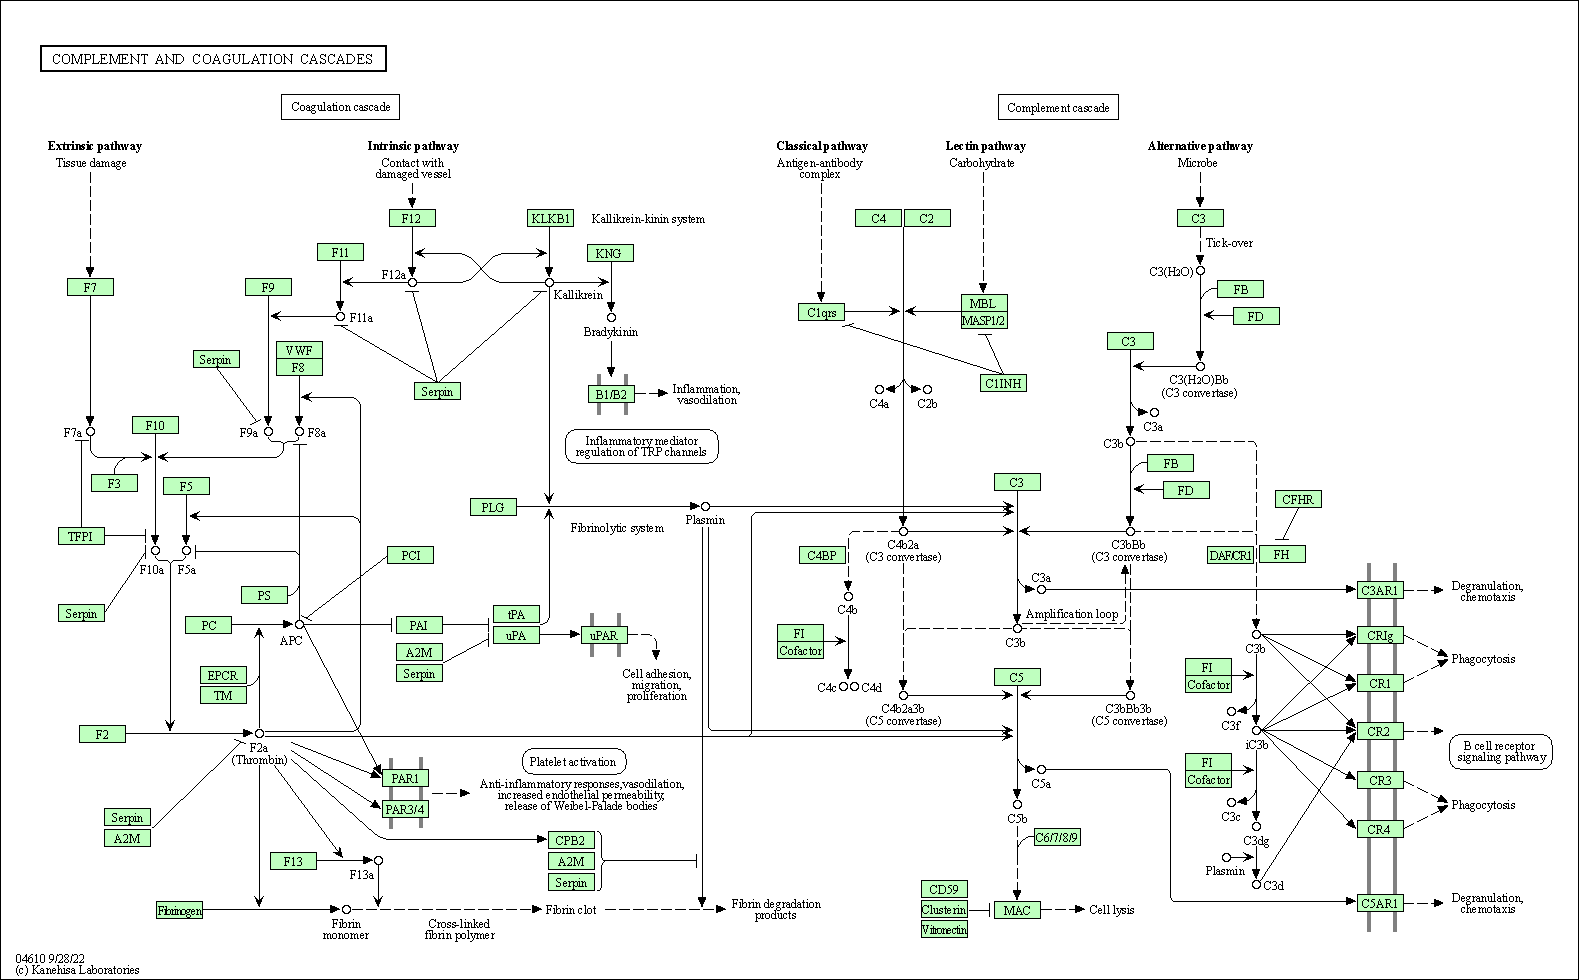 COMPLEMENT AND COAGULATION CASCADES
Coagulation cascade
Complement cascade
Extrinsic pathway
Tissue damage
Intrinsic pathway
Contact with
damaged vessel
Classical pathway
Antigen-antibody
complex
Lectin pathway
Carbohydrate
Alternative pathway
Microbe
F12
KLKB1
Kallikrein-kinin system
C4
C2
C3
F11
KNG
Tick-over
F12a
C3(H2O)
F7
F9
Kallikrein
FB
MBL
MASP1/2
C1qrs
FD
F11a
Bradykinin
VWF
F8
Serpin
C3
Serpin
B1/B2
Inflammation,
vasodilation
C1INH
C3(H2O)Bb
(C3 convertase)
C4a
C2b
C3a
F7a
F10
F9a
F8a
C3b
Inflammatory mediator
regulation of TRP channels
FB
F3
F5
C3
FD
CFHR
PLG
Plasmin
Fibrinolytic system
TFPI
F10a
F5a
PCI
C4BP
C4b2a
(C3 convertase)
C3bBb
(C3 convertase)
DAF/CR1
FH
C3a
C3AR1
Degranulation,
chemotaxis
PS
C4b
Serpin
tPA
Amplification loop
PC
APC
PAI
uPA
uPAR
FI
Cofactor
C3b
C3b
CRIg
A2M
Serpin
Phagocytosis
EPCR
TM
Cell adhesion,
migration,
proliferation
C4c
C4d
C5
FI
Cofactor
CR1
C4b2a3b
(C5 convertase)
C3bBb3b
(C5 convertase)
C3f
F2
F2a
(Thrombin)
iC3b
CR2
B cell receptor
signaling pathway
Platelet activation
PAR1
Anti-inflammatory responses,vasodilation,
increased endothelial permeability,
release of Weibel-Palade bodies
PAR3/4
C5a
FI
Cofactor
CR3
Serpin
A2M
C5b
C3c
Phagocytosis
CR4
C6/7/8/9
C3dg
CPB2
A2M
Serpin
F13
F13a
Plasmin
C3d
CD59
Clusterin
Vitronectin
MAC
Cell lysis
C5AR1
Degranulation,
chemotaxis
Fibrinogen
Fibrin
monomer
Cross-linked
fibrin polymer
Fibrin clot
Fibrin degradation
products
04610 9/28/22
(c) Kanehisa Laboratories